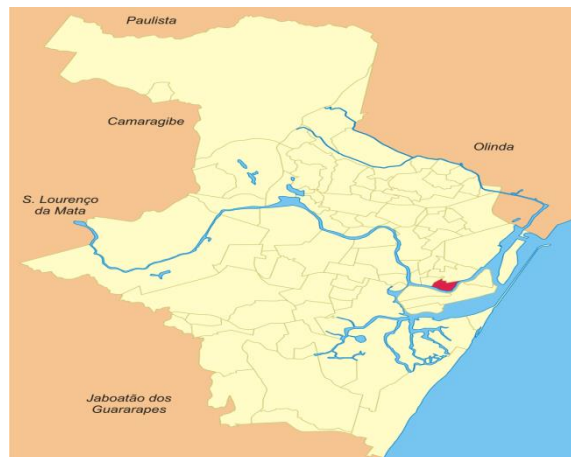 Paulista
Camaragibe
Olinda
S. Lourenço
da Mata
Jaboatão dos
Guararapes